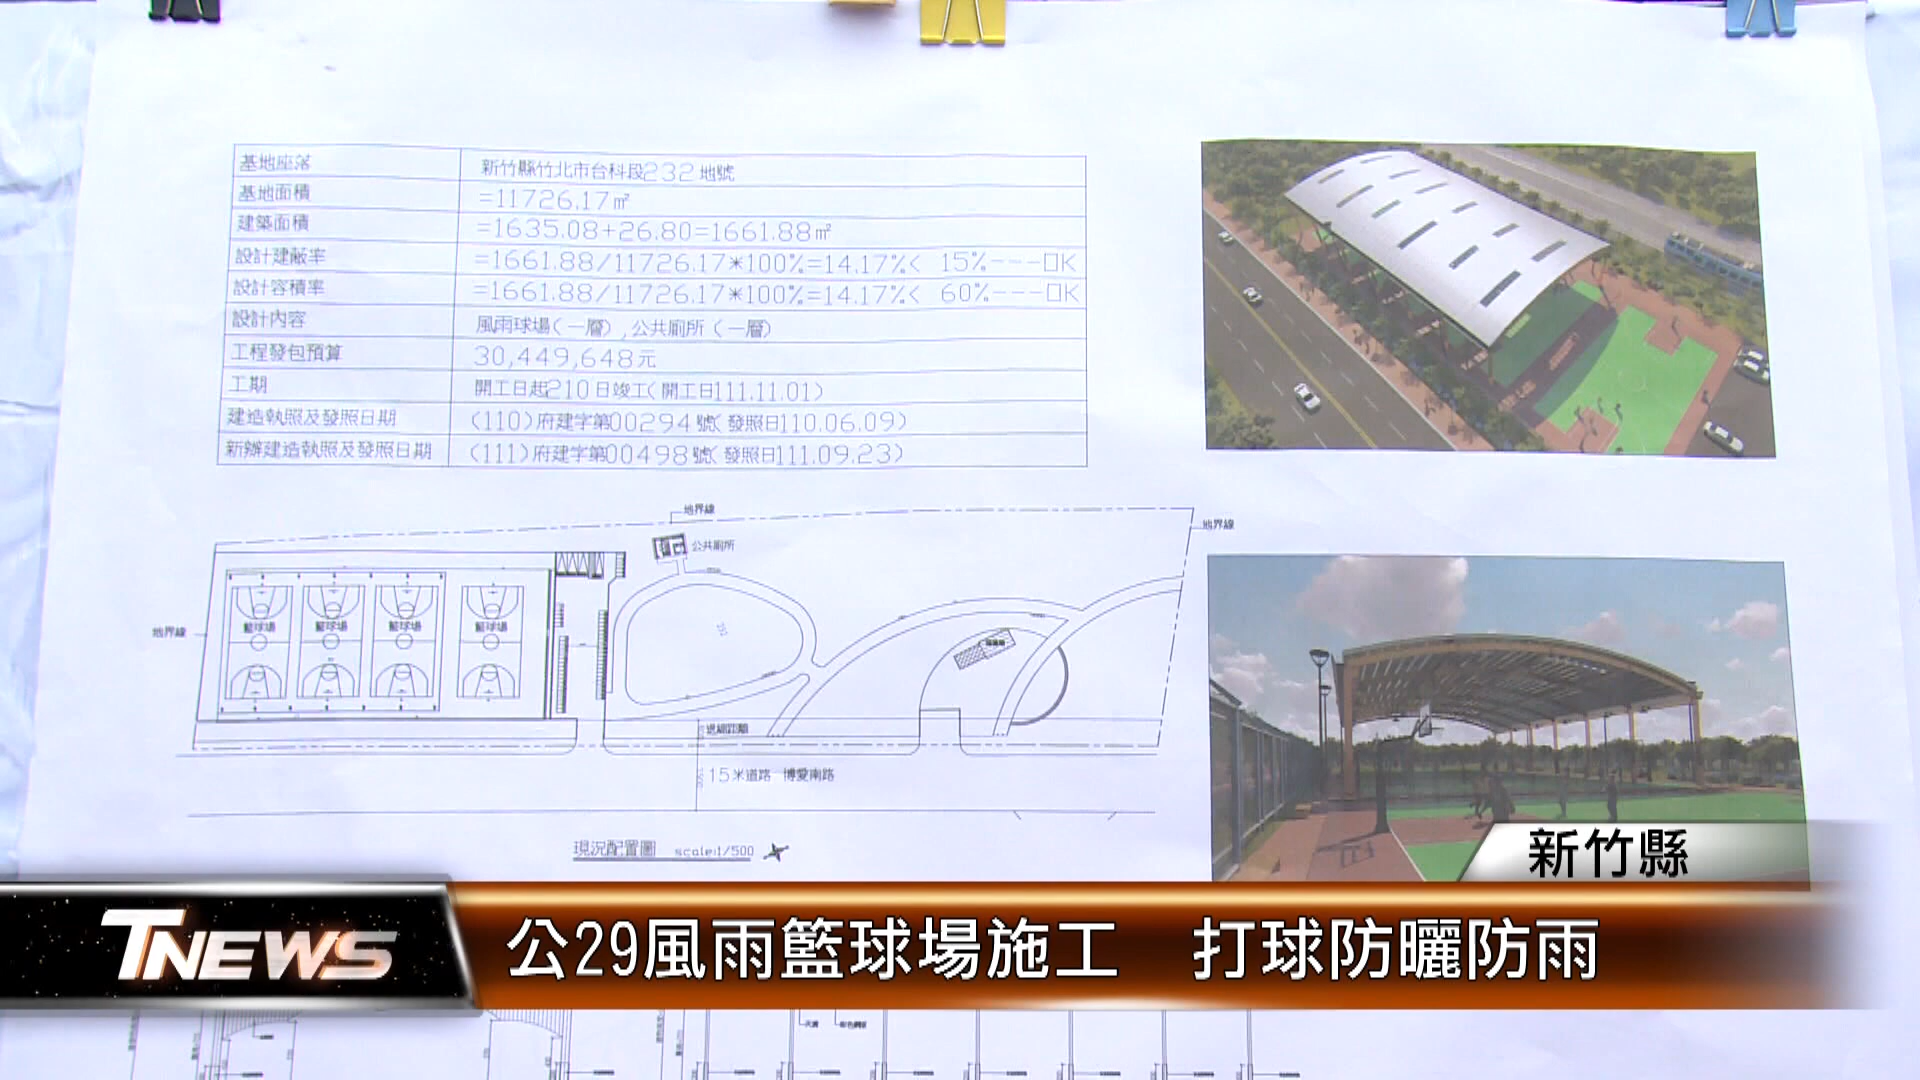 基地座落 新竹縣竹北市台科段232地號
基地面積 =11726.17㎡
建築面積 =1635.08+26.80=1661.88㎡
設計建蔽率 =1661.88/11726.17*100%=14.17%< 15%---OK
設計容積率 =1661.88/11726.17*100%=14.17%< 60%---OK
設計內容 風雨球場(一層),公共廁所(一層)
工程發包預算 30,449,648元
工期 開工日起210日竣工(開工日111.11.01)
建造執照及發照日期 (110)府建字第00294號(發照日110.06.09)
新辦建造執照及發照日期 (111)府建字第00498號(發照日111.09.23)
地界線
地界線
公共廁所
籃球場 籃球場 籃球場 籃球場
地界線
退縮距離
15米道路 博愛南路
現況配置圖 scale:1/500
新竹縣
TNEWS
公29風雨籃球場施工 打球防曬防雨